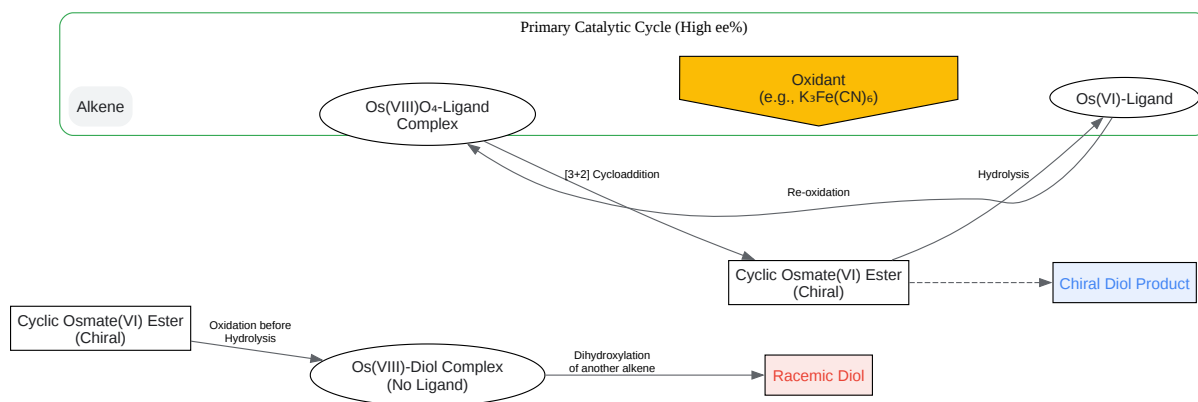 Primary Catalytic Cycle (High ee%)
Alkene
Os(VIII)O₄-Ligand
Complex
Oxidant
(e.g., K₃Fe(CN)₆)
Os(VI)-Ligand
[3+2] Cycloaddition
Hydrolysis
Re-oxidation
Cyclic Osmate(VI) Ester
(Chiral)
Chiral Diol Product
Cyclic Osmate(VI) Ester
(Chiral)
Oxidation before
Hydrolysis
Os(VIII)-Diol Complex
(No Ligand)
Dihydroxylation
of another alkene
Racemic Diol